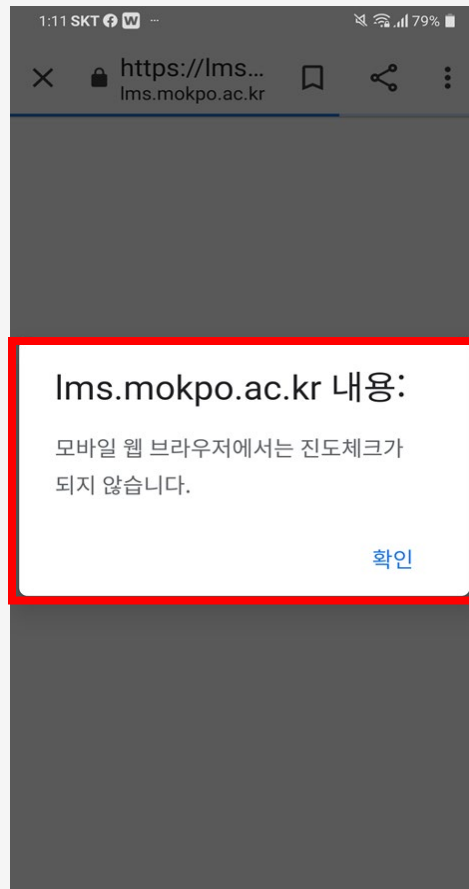 1:11 SKT W ···
79%
https://lms...
lms.mokpo.ac.kr
lms.mokpo.ac.kr 내용:
모바일 웹 브라우저에서는 진도체크가
되지 않습니다.
확인